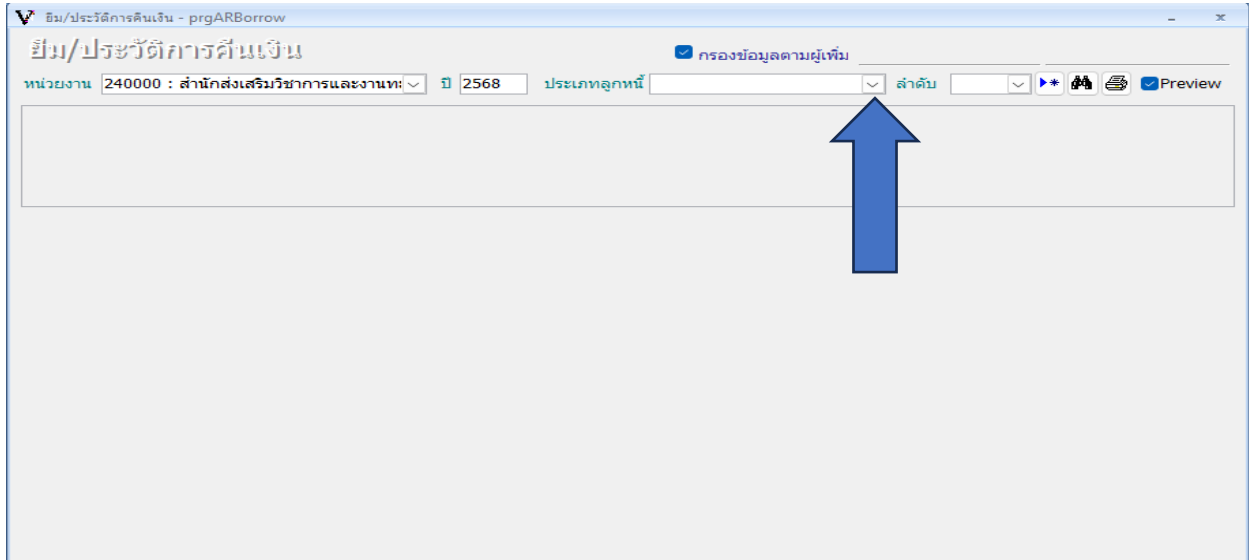 ยืม/ประวัติการคืนเงิน - prgARBorrow
ยืม/ประวัติการคืนเงิน
กรองข้อมูลตามผู้เพิ่ม
หน่วยงาน 240000 : สำนักส่งเสริมวิชาการและงานทะ ปี 2568 ประเภทลูกหนี้ ลำดับ Preview